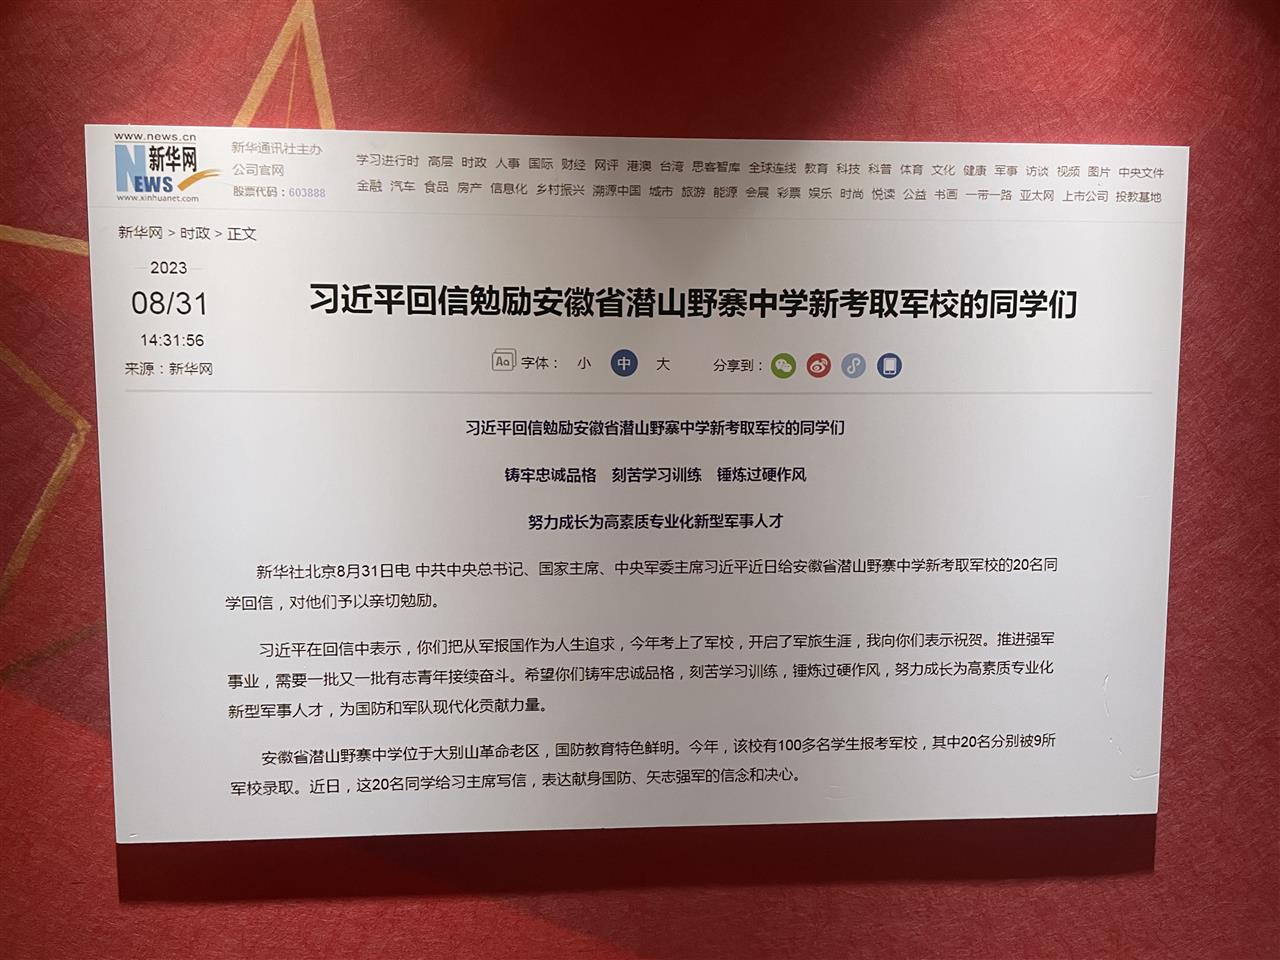 www.news.cn
新华网
NEWS
www.xinhuanet.com
新华通讯社主办
公司官网
股票代码：603888
学习进行时 高层 时政 人事 国际 财经 网评 港澳 台湾 思客智库 全球连线 教育 科技 科普 体育 文化 健康 军事 访谈 视频 图片 中央文件
金融 汽车 食品 房产 信息化 乡村振兴 溯源中国 城市 旅游 能源 会展 彩票 娱乐 时尚 悦读 公益 书画 一带一路 亚太网 上市公司 投教基地
新华网 > 时政 > 正文
2023
08/31
14:31:56
来源：新华网
习近平回信勉励安徽省潜山野寨中学新考取军校的同学们
Aa 字体： 小 中 大 分享到：
习近平回信勉励安徽省潜山野寨中学新考取军校的同学们
铸牢忠诚品格 刻苦学习训练 锤炼过硬作风
努力成长为高素质专业化新型军事人才
新华社北京8月31日电 中共中央总书记、国家主席、中央军委主席习近平近日给安徽省潜山野寨中学新考取军校的20名同
学回信，对他们予以亲切勉励。
习近平在回信中表示，你们把从军报国作为人生追求，今年考上了军校，开启了军旅生涯，我向你们表示祝贺。推进强军
事业，需要一批又一批有志青年接续奋斗。希望你们铸牢忠诚品格，刻苦学习训练，锤炼过硬作风，努力成长为高素质专业化
新型军事人才，为国防和军队现代化贡献力量。
安徽省潜山野寨中学位于大别山革命老区，国防教育特色鲜明。今年，该校有100多名学生报考军校，其中20名分别被9所
军校录取。近日，这20名同学给习主席写信，表达献身国防、矢志强军的信念和决心。